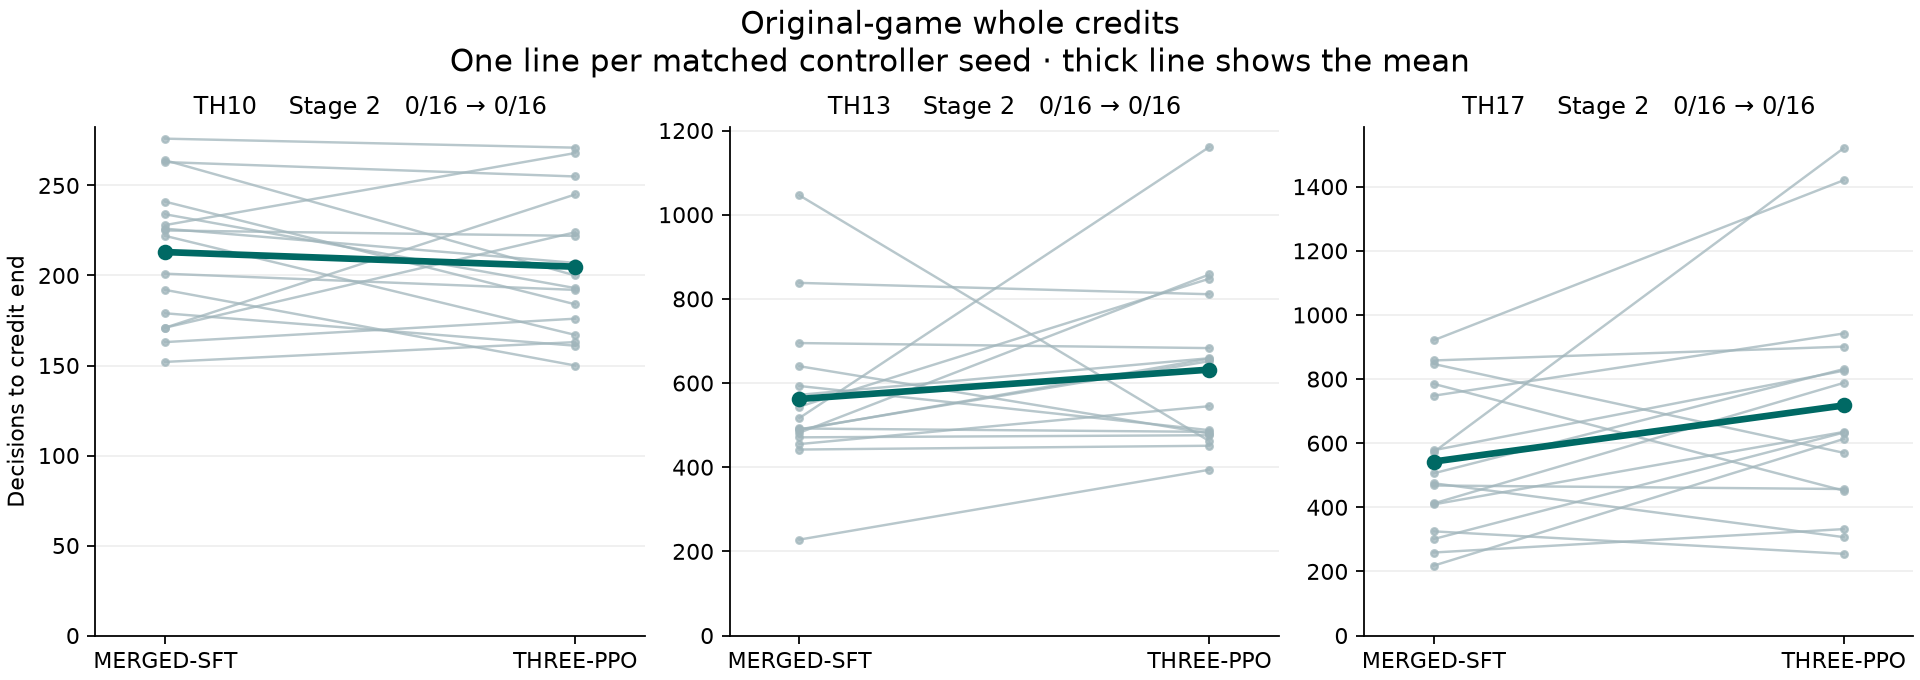 Original-game whole credits
One line per matched controller seed · thick line shows the mean
TH10 Stage 2 0/16 → 0/16
Decisions to credit end
250
200
150
100
50
0
MERGED-SFT THREE-PPO
TH13 Stage 2 0/16 → 0/16
1200
1000
800
600
400
200
0
MERGED-SFT THREE-PPO
TH17 Stage 2 0/16 → 0/16
1400
1200
1000
800
600
400
200
0
MERGED-SFT THREE-PPO